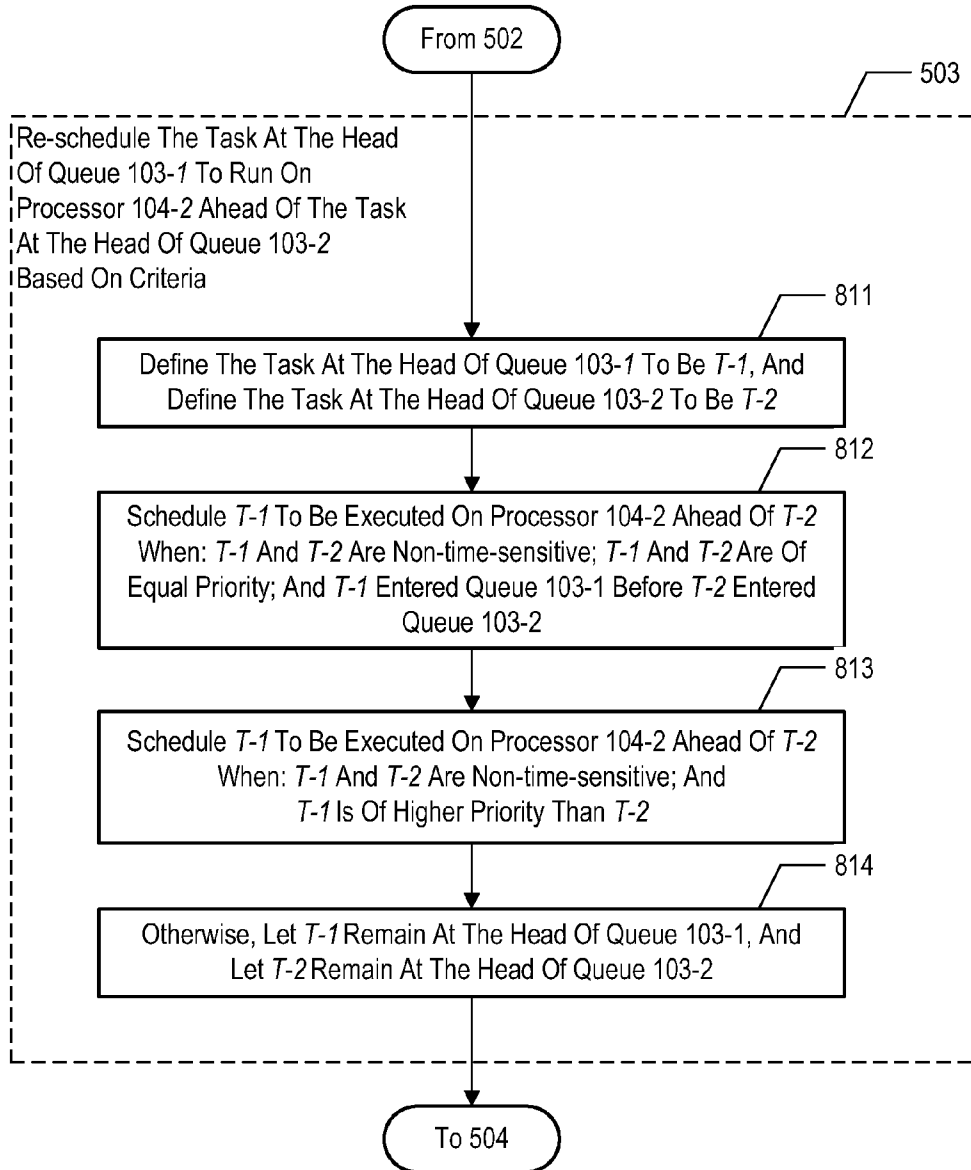 From 502
503
Re-schedule The Task At The Head
Of Queue 103-1 To Run On
Processor 104-2 Ahead Of The Task
At The Head Of Queue 103-2
Based On Criteria
811
Define The Task At The Head Of Queue 103-1 To Be T-1, And
Define The Task At The Head Of Queue 103-2 To Be T-2
812
Schedule T-1 To Be Executed On Processor 104-2 Ahead Of T-2
When: T-1 And T-2 Are Non-time-sensitive; T-1 And T-2 Are Of
Equal Priority; And T-1 Entered Queue 103-1 Before T-2 Entered
Queue 103-2
813
Schedule T-1 To Be Executed On Processor 104-2 Ahead Of T-2
When: T-1 And T-2 Are Non-time-sensitive; And
T-1 Is Of Higher Priority Than T-2
814
Otherwise, Let T-1 Remain At The Head Of Queue 103-1, And
Let T-2 Remain At The Head Of Queue 103-2
To 504